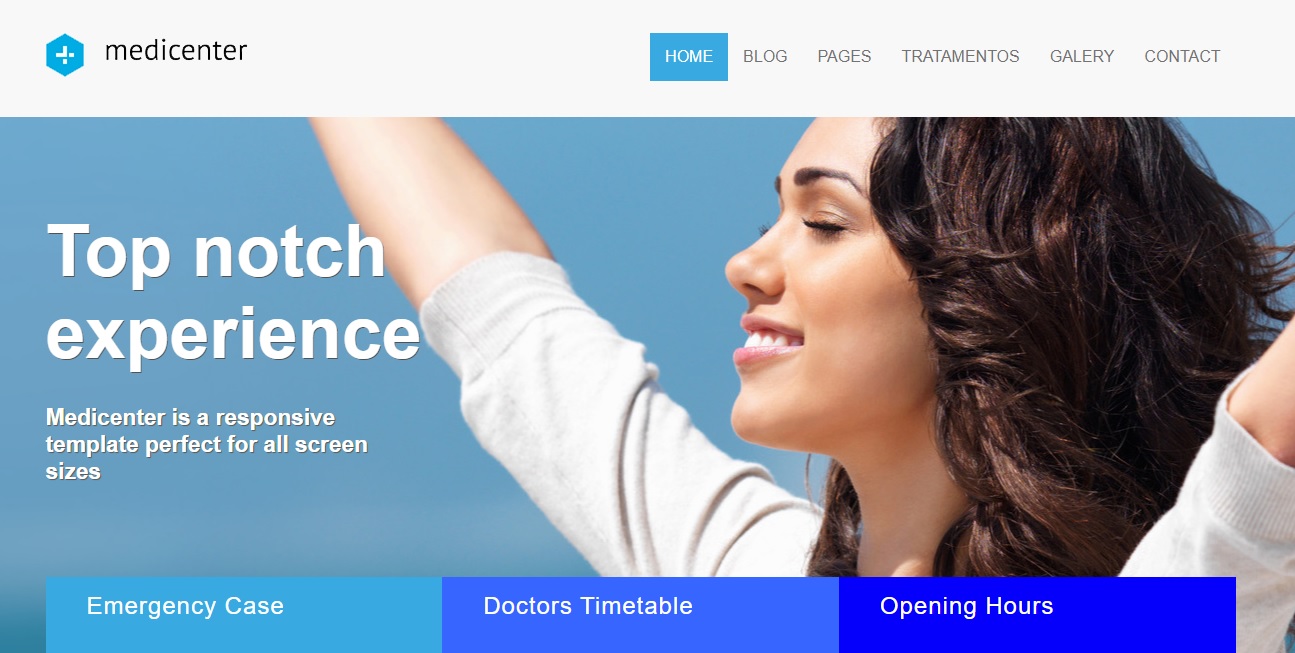 medicenter
HOME BLOG PAGES TRATAMENTOS GALERY CONTACT
Top notch
experience
Medicenter is a responsive
template perfect for all screen
sizes
Emergency Case Doctors Timetable Opening Hours